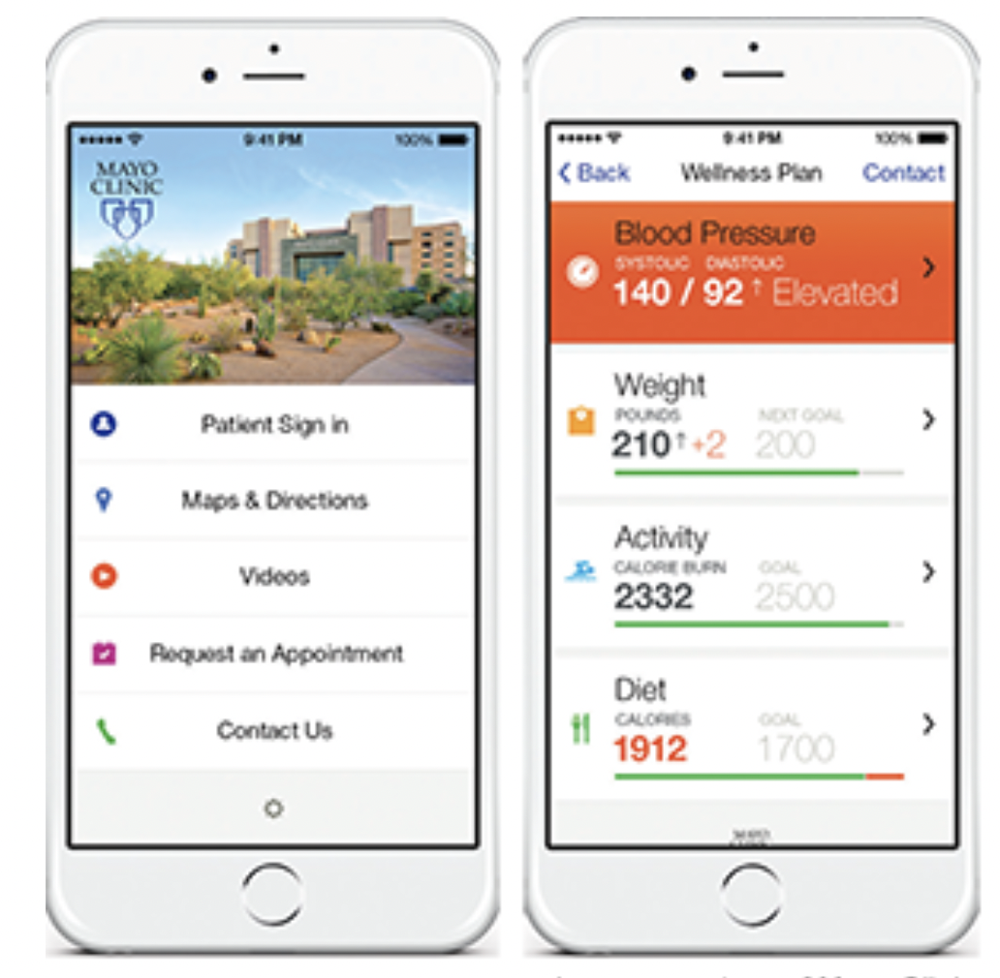 9:41 PM 100%
MAYO
CLINIC
Patient Sign in
Maps & Directions
Videos
Request an Appointment
Contact Us
9:41 PM 100%
Back Wellness Plan Contact
Blood Pressure
SYSTOLIC DIASTOLIC
140 / 92 ↑ Elevated
Weight
POUNDS NEXT GOAL
210 ↑ +2 200
Activity
CALORIE BURN GOAL
2332 2500
Diet
CALORIES GOAL
1912 1700